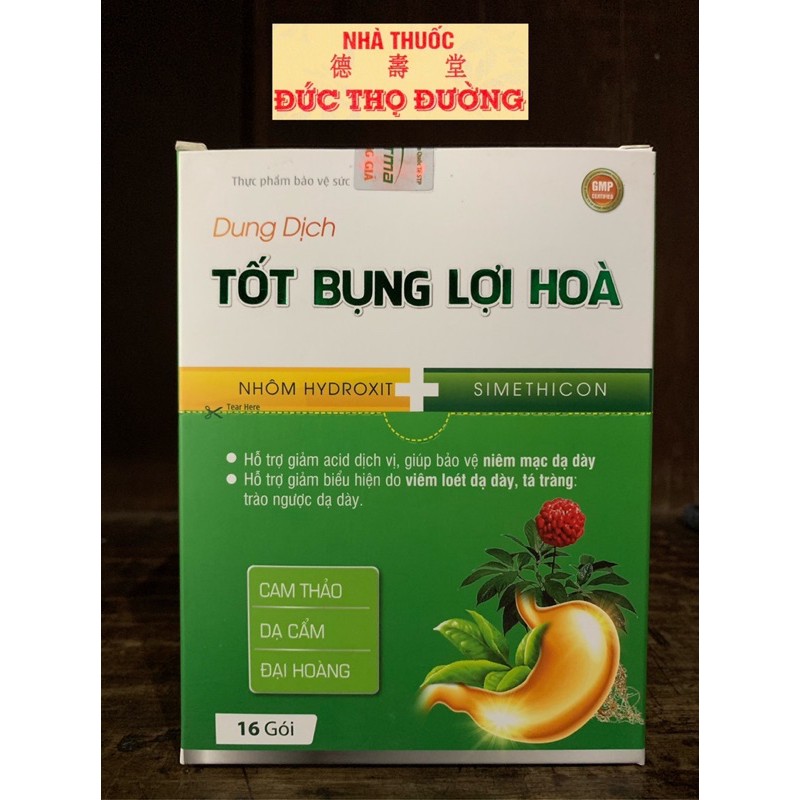 NHÀ THUỐC
德壽堂
ĐỨC THỌ ĐƯỜNG
Thực phẩm bảo vệ sức
GMP
CERTIFIED
Dung Dịch
TỐT BỤNG LỢI HOÀ
NHÔM HYDROXIT + SIMETHICON
Tear Here
• Hỗ trợ giảm acid dịch vị, giúp bảo vệ niêm mạc dạ dày
• Hỗ trợ giảm biểu hiện do viêm loét dạ dày, tá tràng:
trào ngược dạ dày.
CAM THẢO
DẠ CẨM
ĐẠI HOÀNG
16 Gói